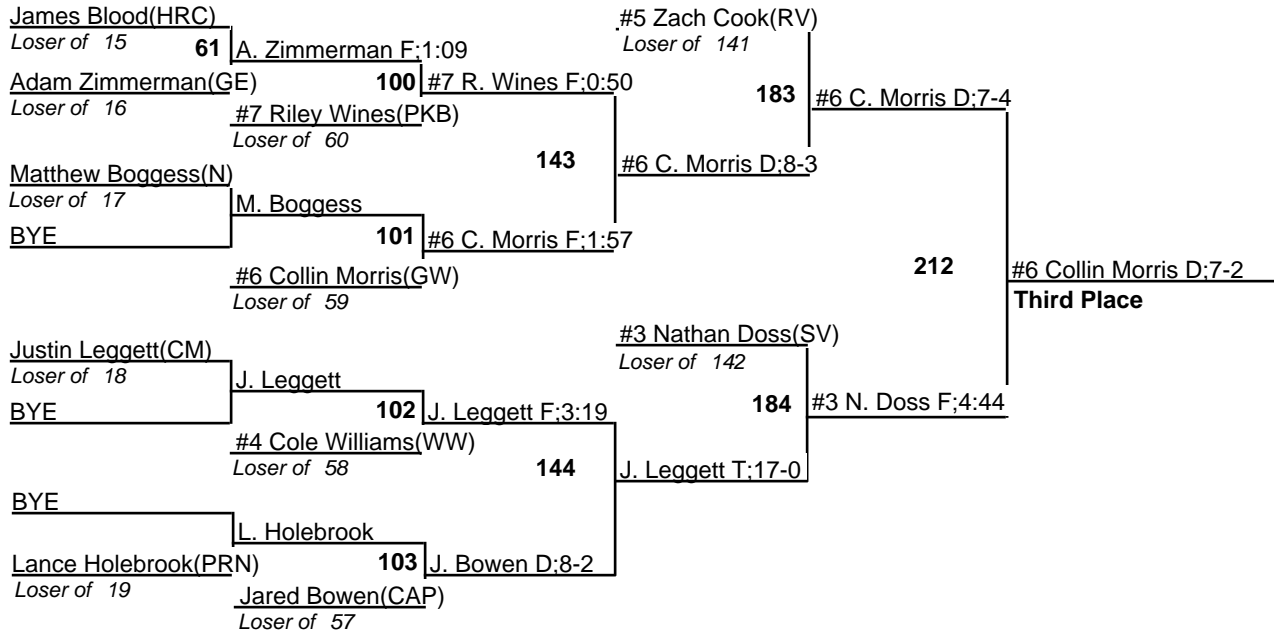 James Blood(HRC)
Loser of 15
61
A. Zimmerman F;1:09
Adam Zimmerman(GE)
Loser of 16
100
#7 R. Wines F;0:50
#7 Riley Wines(PKB)
Loser of 60
Matthew Boggess(N)
Loser of 17
M. Boggess
BYE
101
#6 C. Morris F;1:57
#6 Collin Morris(GW)
Loser of 59
143
#6 C. Morris D;8-3
#5 Zach Cook(RV)
Loser of 141
183
#6 C. Morris D;7-4
Justin Leggett(CM)
Loser of 18
J. Leggett
BYE
102
J. Leggett F;3:19
#4 Cole Williams(WW)
Loser of 58
BYE
L. Holebrook
Lance Holebrook(PRN)
Loser of 19
103
J. Bowen D;8-2
Jared Bowen(CAP)
Loser of 57
144
J. Leggett T;17-0
#3 Nathan Doss(SV)
Loser of 142
184
#3 N. Doss F;4:44
212
#6 Collin Morris D;7-2
Third Place